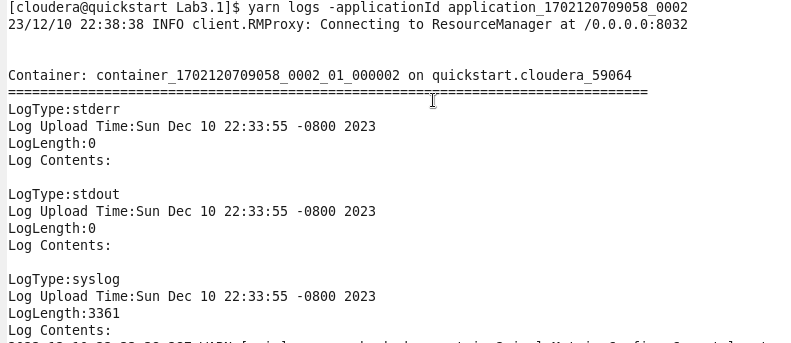 [cloudera@quickstart Lab3.1]$ yarn logs -applicationId application_1702120709058_0002
23/12/10 22:38:38 INFO client.RMProxy: Connecting to ResourceManager at /0.0.0.0:8032
Container: container_1702120709058_0002_01_000002 on quickstart.cloudera_59064
================================================================================
LogType:stderr
Log Upload Time:Sun Dec 10 22:33:55 -0800 2023
LogLength:0
Log Contents:
LogType:stdout
Log Upload Time:Sun Dec 10 22:33:55 -0800 2023
LogLength:0
Log Contents:
LogType:syslog
Log Upload Time:Sun Dec 10 22:33:55 -0800 2023
LogLength:3361
Log Contents: